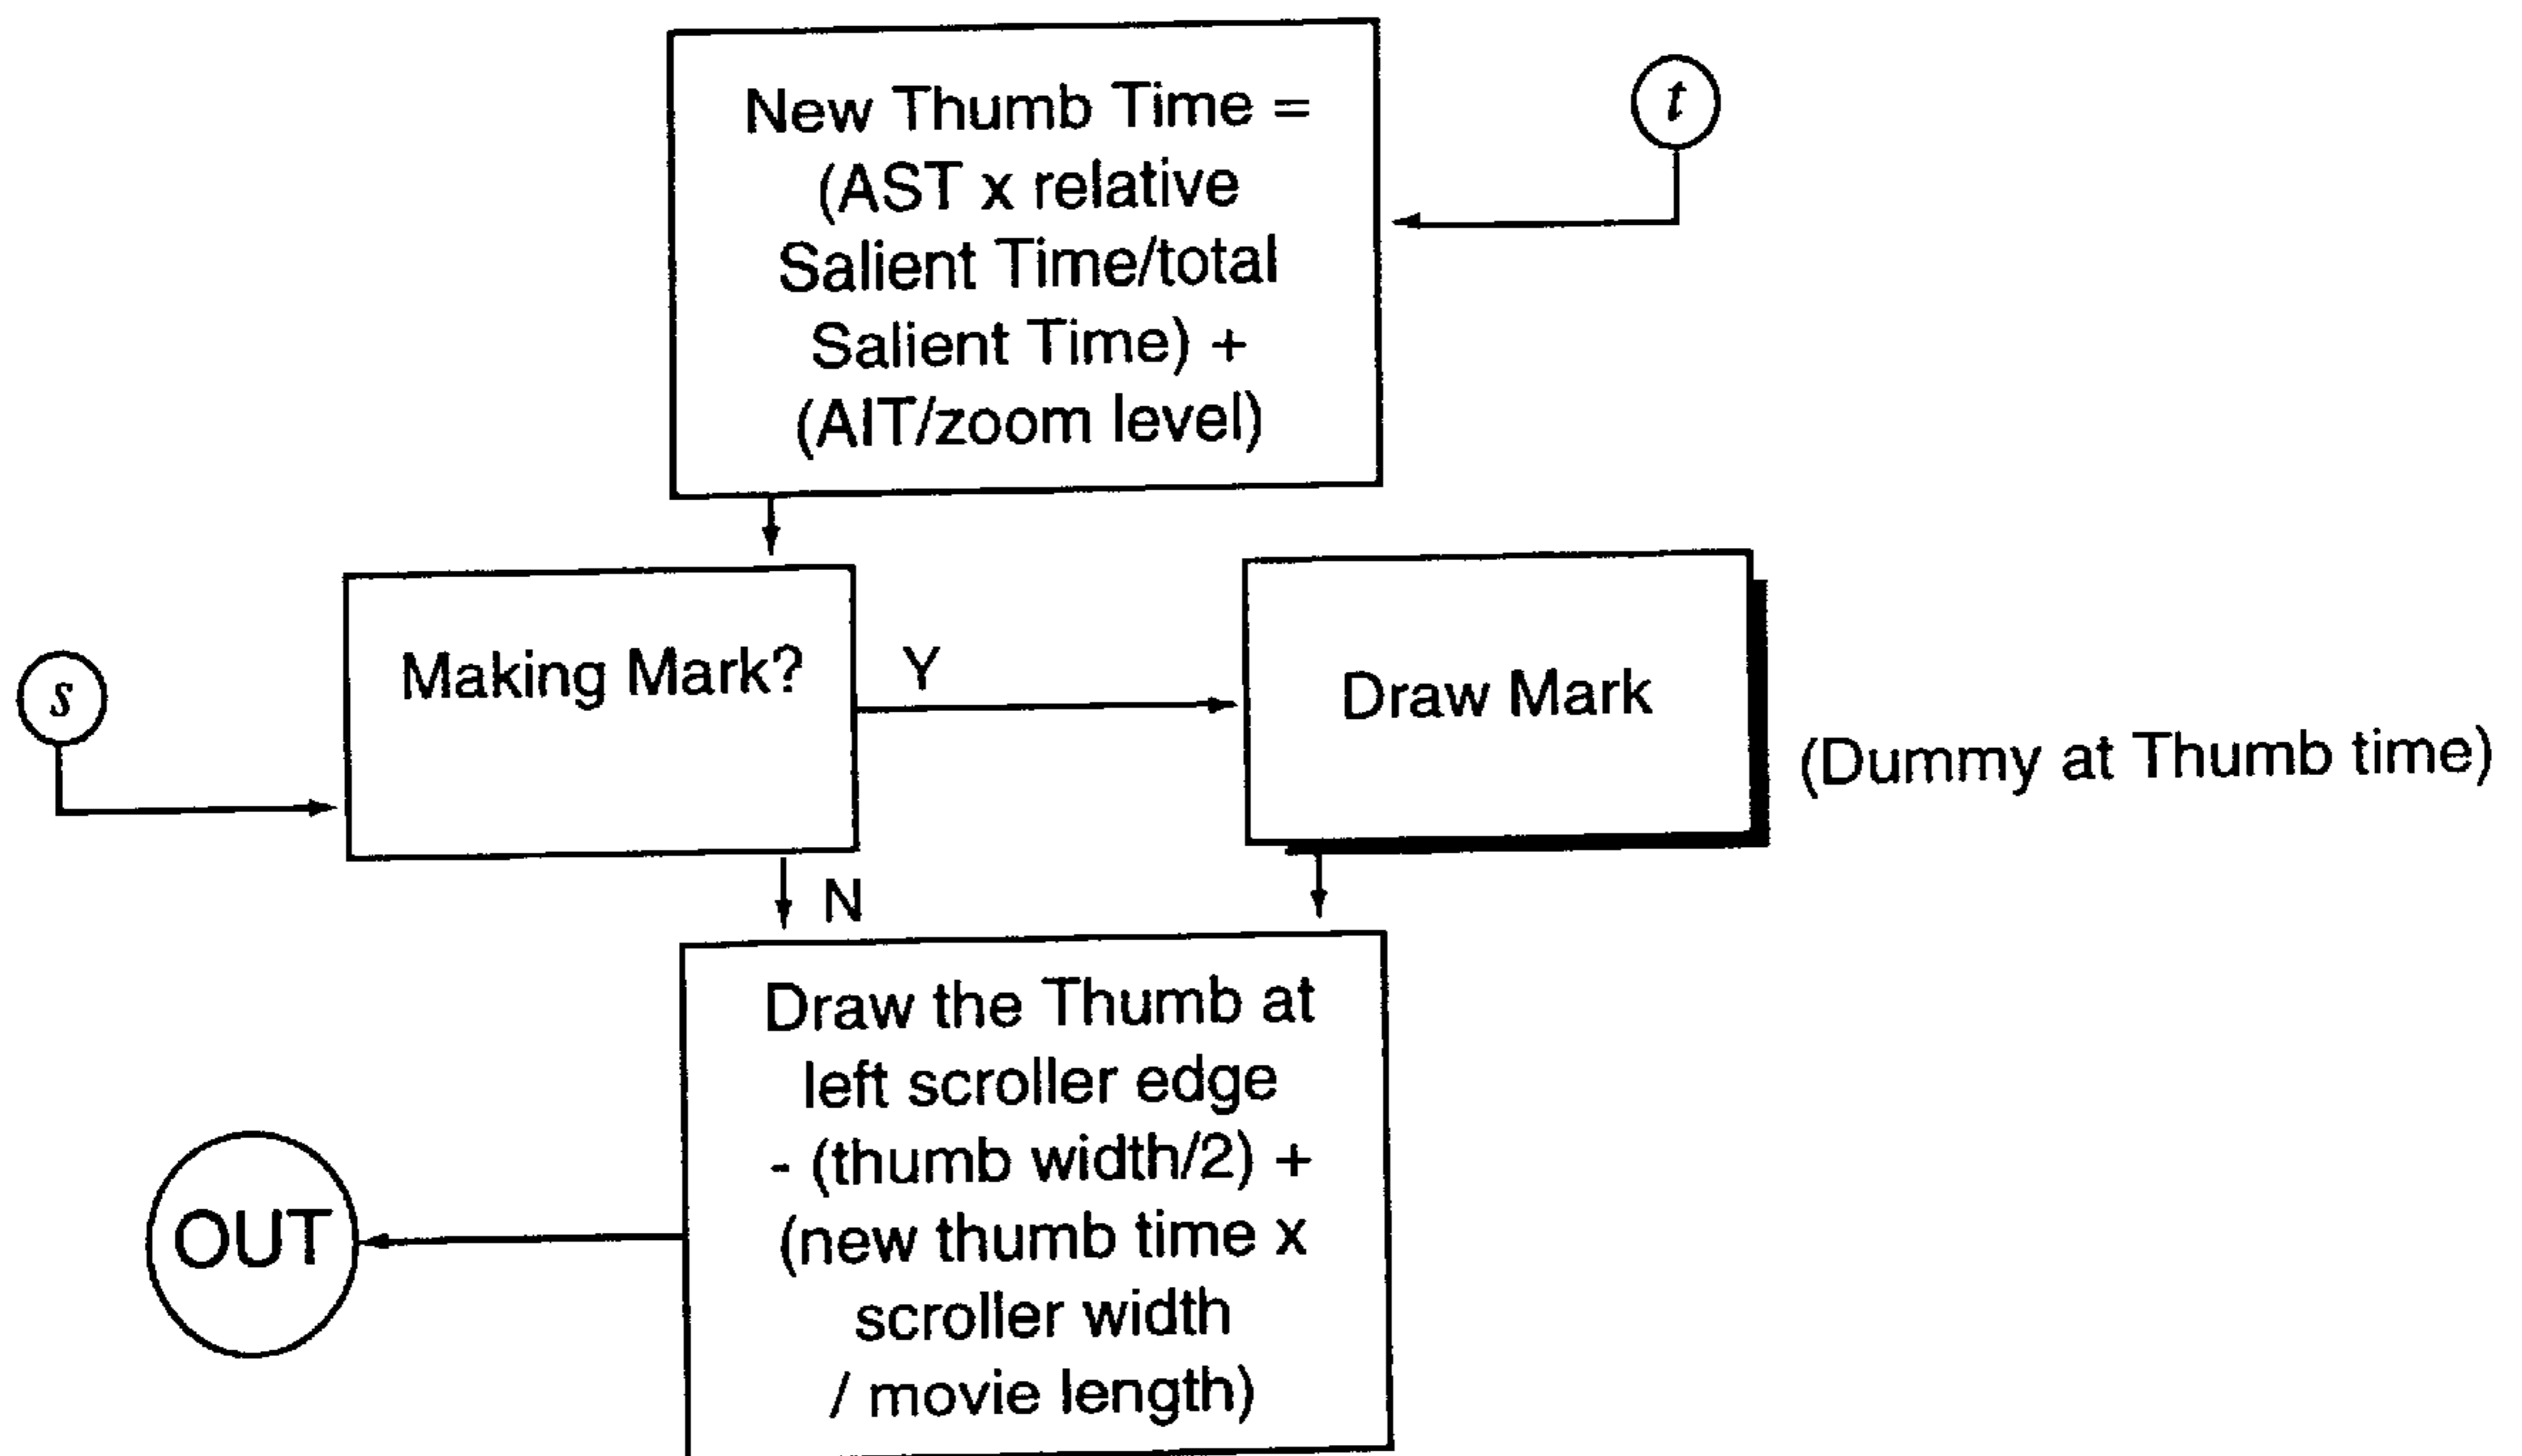 New Thumb Time =
(AST x relative
Salient Time/total
Salient Time) +
(AIT/zoom level)
t
Making Mark?
Y
Draw Mark
s
(Dummy at Thumb time)
N
Draw the Thumb at
left scroller edge
- (thumb width/2) +
(new thumb time x
scroller width
/ movie length)
OUT